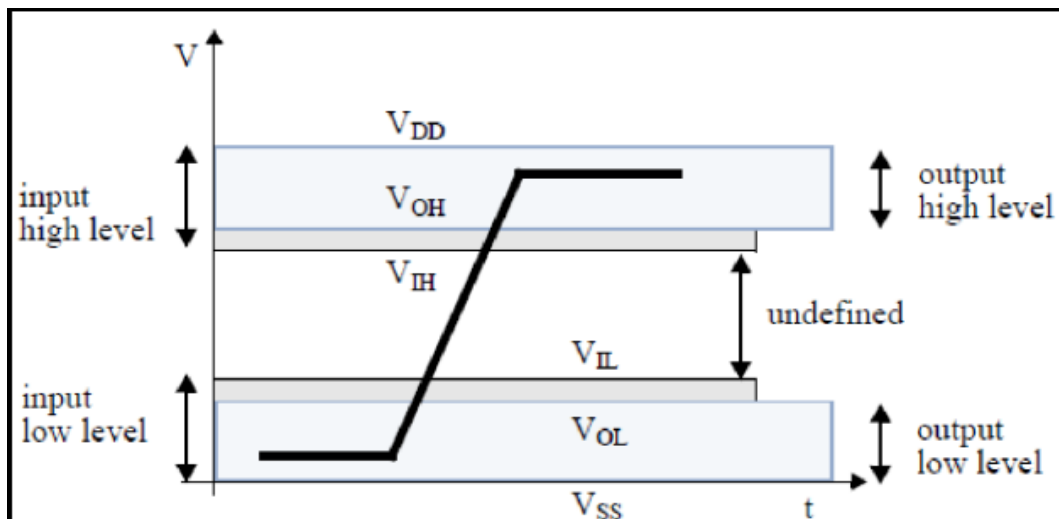 V
V_DD
input
high level
V_OH
output
high level
V_IH
undefined
V_IL
input
low level
V_OL
output
low level
V_SS
t